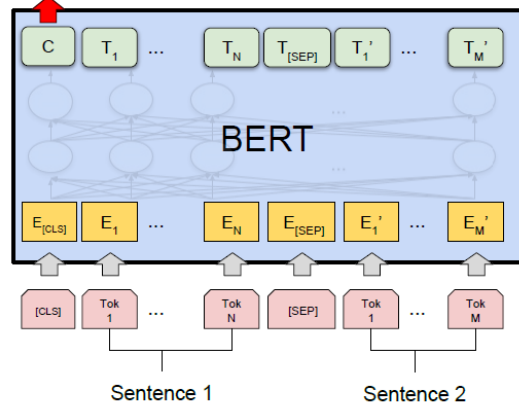 C T1 ... TN T[SEP] T1' ... TM'
...
BERT
...
E[CLS] E1 ... EN E[SEP] E1' ... EM'
[CLS] Tok 1 ... Tok N [SEP] Tok 1 ... Tok M
Sentence 1 Sentence 2